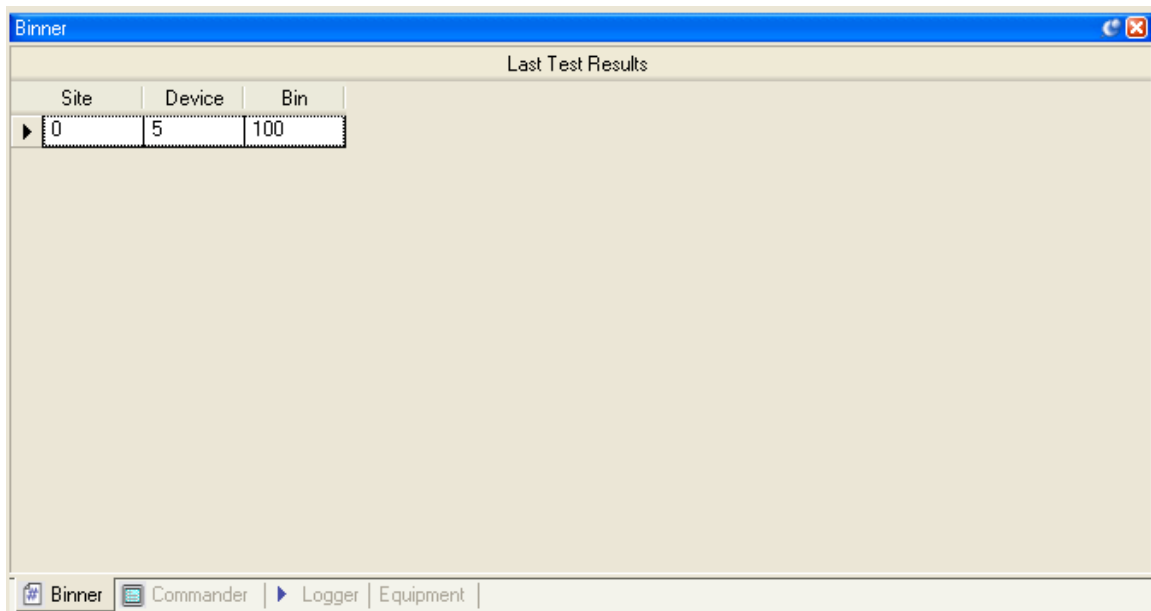 Binner
Last Test Results
Site Device Bin
0 5 100
# Binner Commander Logger Equipment